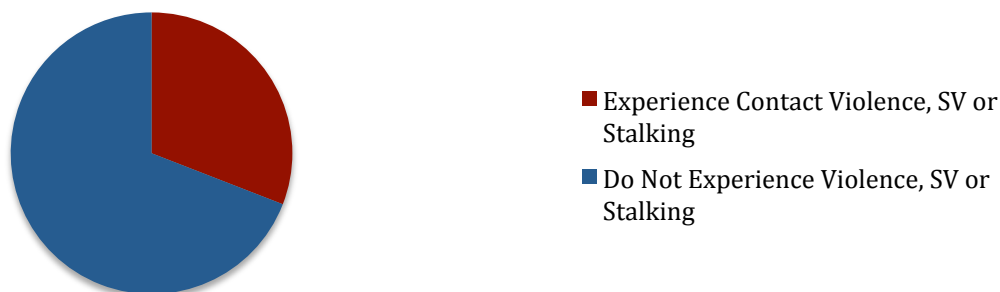 Experience Contact Violence, SV or
Stalking
Do Not Experience Violence, SV or
Stalking